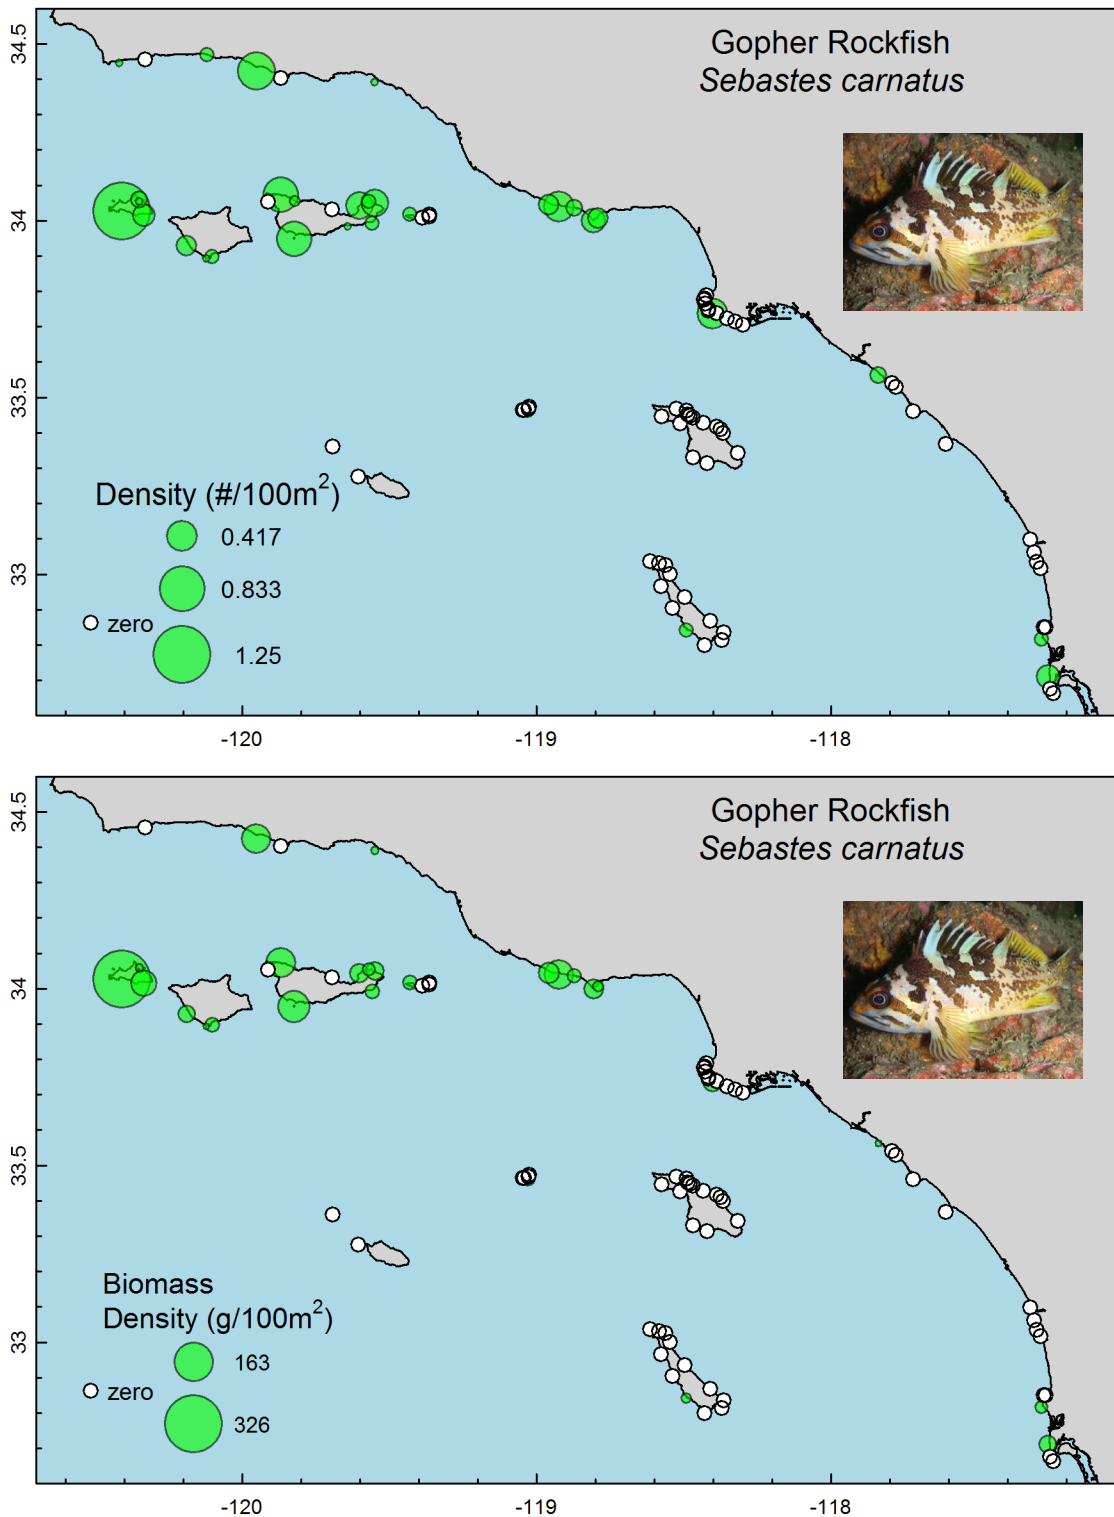 Gopher Rockfish
Sebastes carnatus
34.5
34
33.5
33
Density (#/100m²)
0.417
0.833
zero
1.25
-120
-119
-118
Gopher Rockfish
Sebastes carnatus
34.5
34
33.5
33
Biomass
Density (g/100m²)
163
zero
326
-120
-119
-118